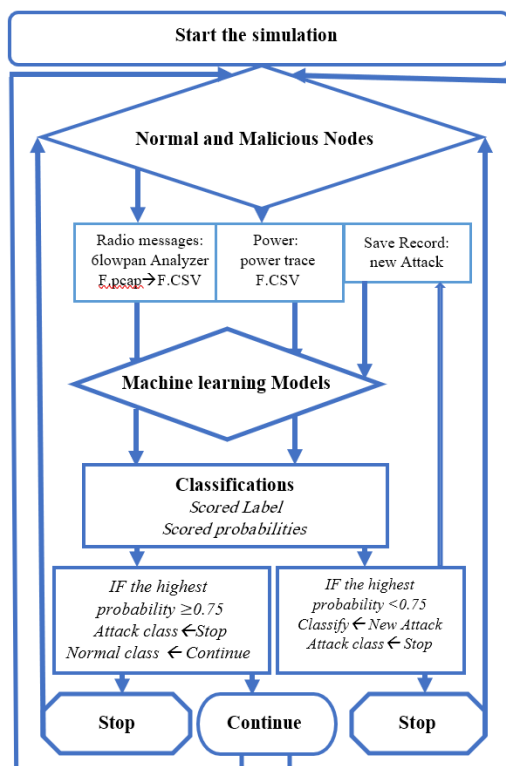 Start the simulation
Normal and Malicious Nodes
Radio messages:
6lowpan Analyzer
F.pcap→F.CSV
Power:
power trace
F.CSV
Save Record:
new Attack
Machine learning Models
Classifications
Scored Label
Scored probabilities
IF the highest
probability ≥0.75
Attack class←Stop
Normal class ← Continue
IF the highest
probability <0.75
Classify← New Attack
Attack class← Stop
Stop
Continue
Stop